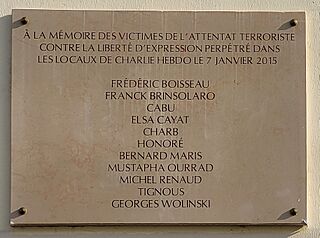 À LA MÉMOIRE DES VICTIMES DE L'ATTENTAT TERRORISTE
CONTRE LA LIBERTÉ D'EXPRESSION PERPÉTRÉ DANS
LES LOCAUX DE CHARLIE HEBDO LE 7 JANVIER 2015
FRÉDÉRIC BOISSEAU
FRANCK BRINSOLARO
CABU
ELSA CAYAT
CHARB
HONORÉ
BERNARD MARIS
MUSTAPHA OURRAD
MICHEL RENAUD
TIGNOUS
GEORGES WOLINSKI